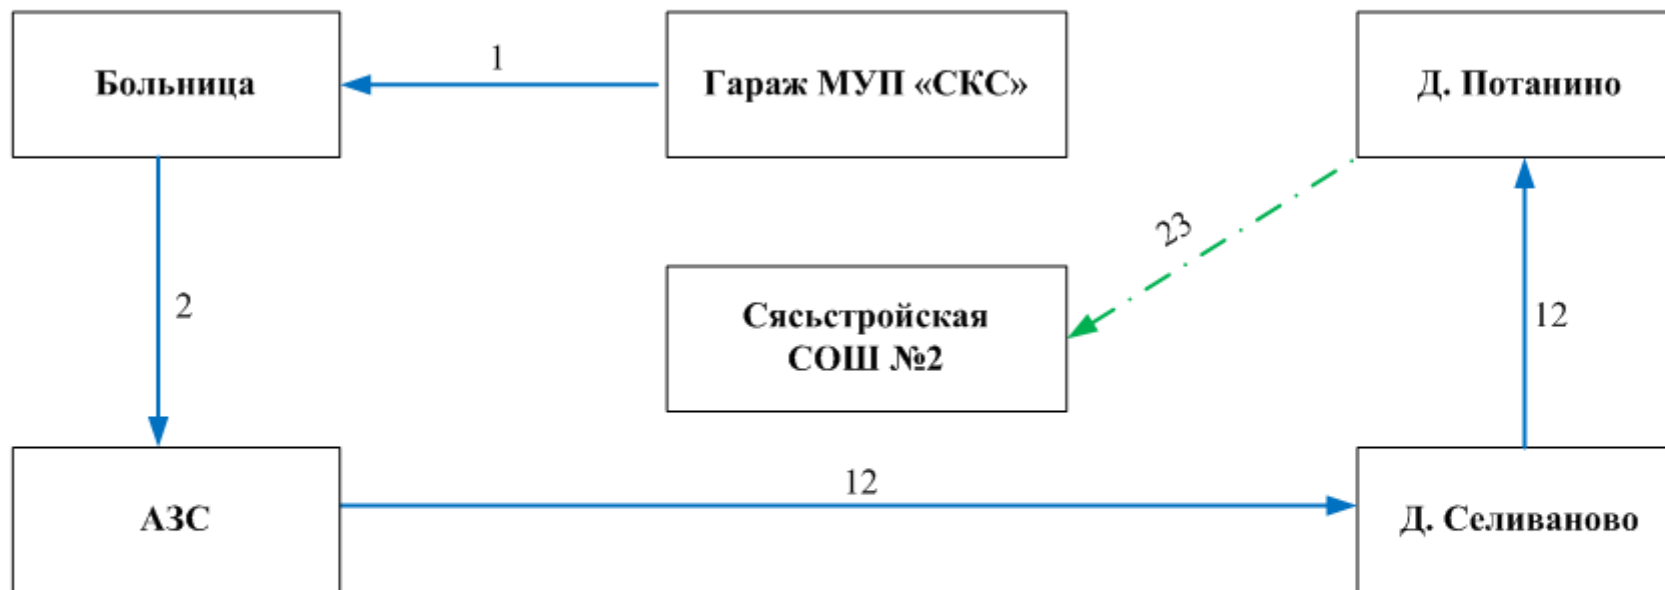 1
Больница
Гараж МУП «СКС»
Д. Потанино
23
2
Сясьстройская
СОШ №2
12
12
АЗС
Д. Селиваново